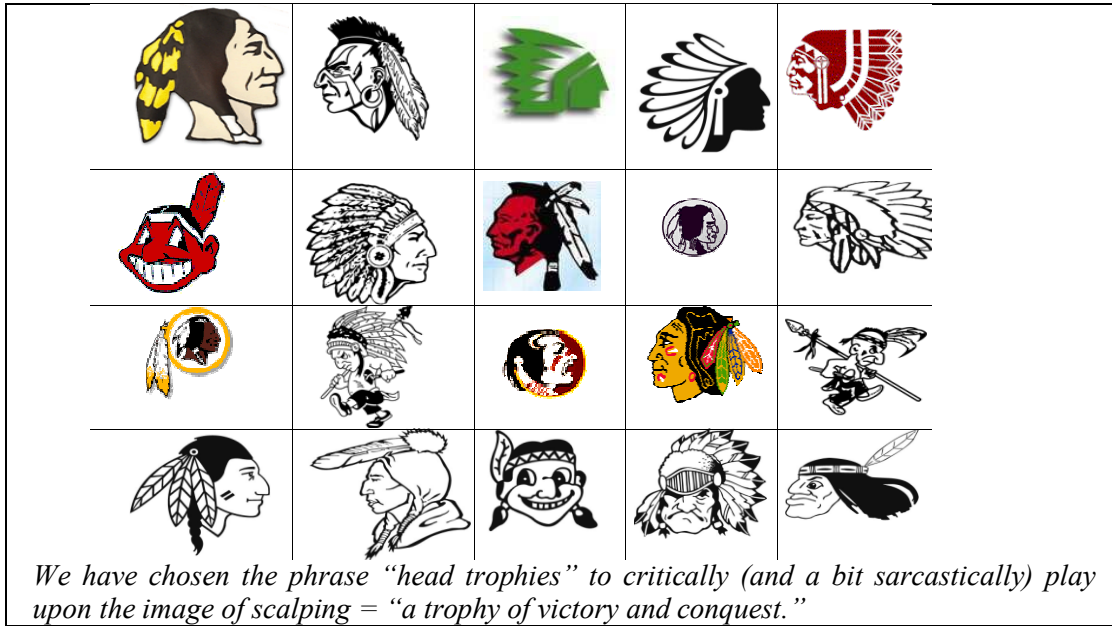 We have chosen the phrase “head trophies” to critically (and a bit sarcastically) play
upon the image of scalping = “a trophy of victory and conquest.”